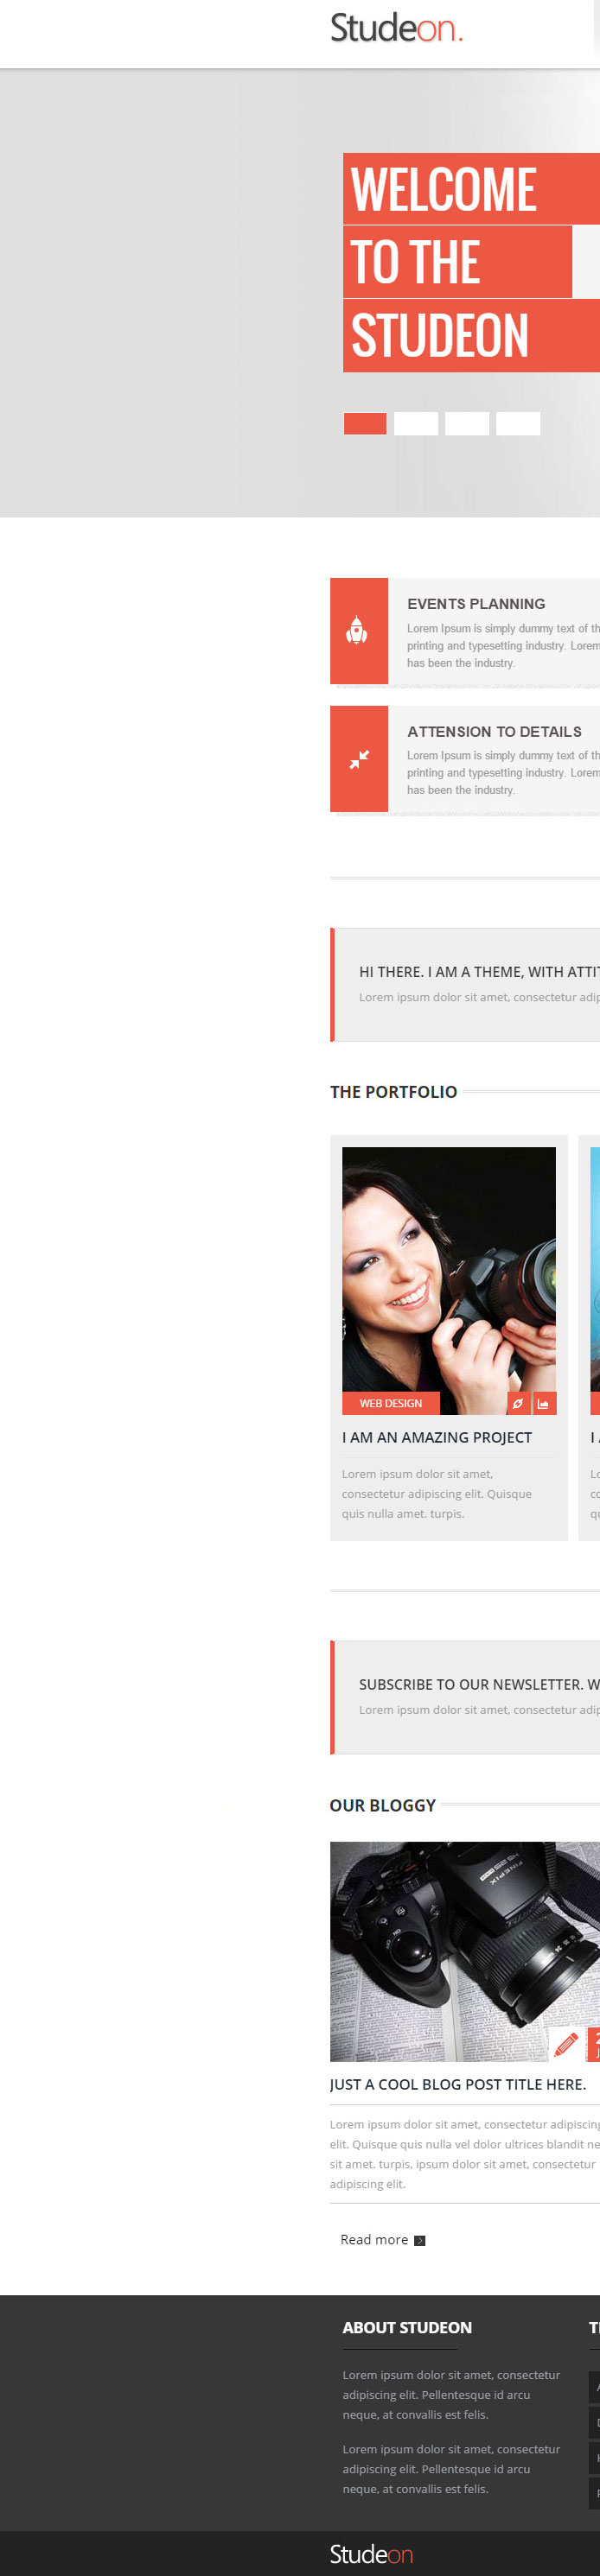 Studeon.
WELCOME
TO THE
STUDEON
EVENTS PLANNING
Lorem Ipsum is simply dummy text of
printing and typesetting industry. Lorem
has been the industry.
ATTENSION TO DETAILS
Lorem Ipsum is simply dummy text of
printing and typesetting industry. Lorem
has been the industry.
HI THERE. I AM A THEME, WITH
Lorem ipsum dolor sit amet, consectetur
THE PORTFOLIO
WEB DESIGN
I AM AN AMAZING PROJECT
I
Lorem ipsum dolor sit amet,
consectetur adipiscing elit. Quisque
quis nulla amet. turpis.
SUBSCRIBE TO OUR NEWSLETTER.
Lorem ipsum dolor sit amet, consectetur
OUR BLOGGY
FINEPIX
JUST A COOL BLOG POST TITLE HERE.
Lorem ipsum dolor sit amet, consectetur adipiscing
elit. Quisque quis nulla vel dolor ultrices blandit
sit amet. turpis, ipsum dolor sit amet, consectetur
adipiscing elit.
Read more
ABOUT STUDEON
Lorem ipsum dolor sit amet, consectetur
adipiscing elit. Pellentesque id arcu
neque, at convallis est felis.
Lorem ipsum dolor sit amet, consectetur
adipiscing elit. Pellentesque id arcu
neque, at convallis est felis.
Studeon